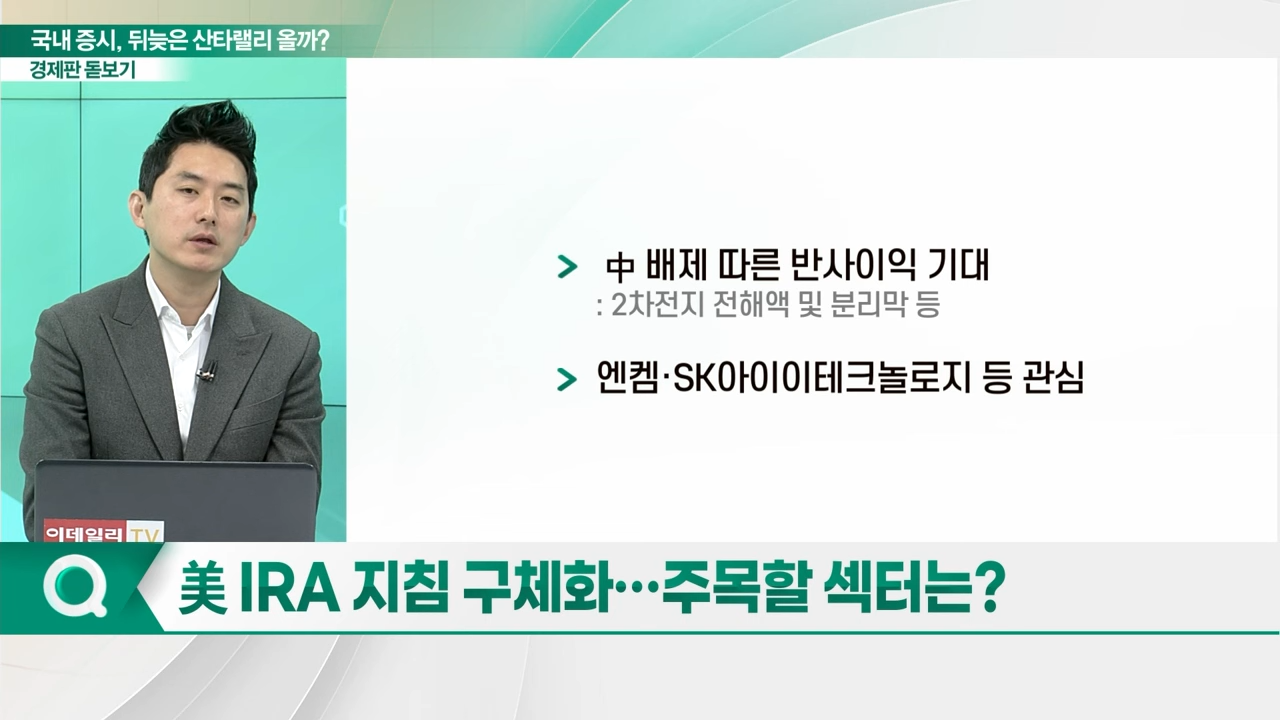 국내 증시, 뒤늦은 산타랠리 올까?
경제판 돋보기
> 中 배제 따른 반사이익 기대
: 2차전지 전해액 및 분리막 등
> 엔켐·SK아이이테크놀로지 등 관심
이데일리 TV
美 IRA 지침 구체화…주목할 섹터는?